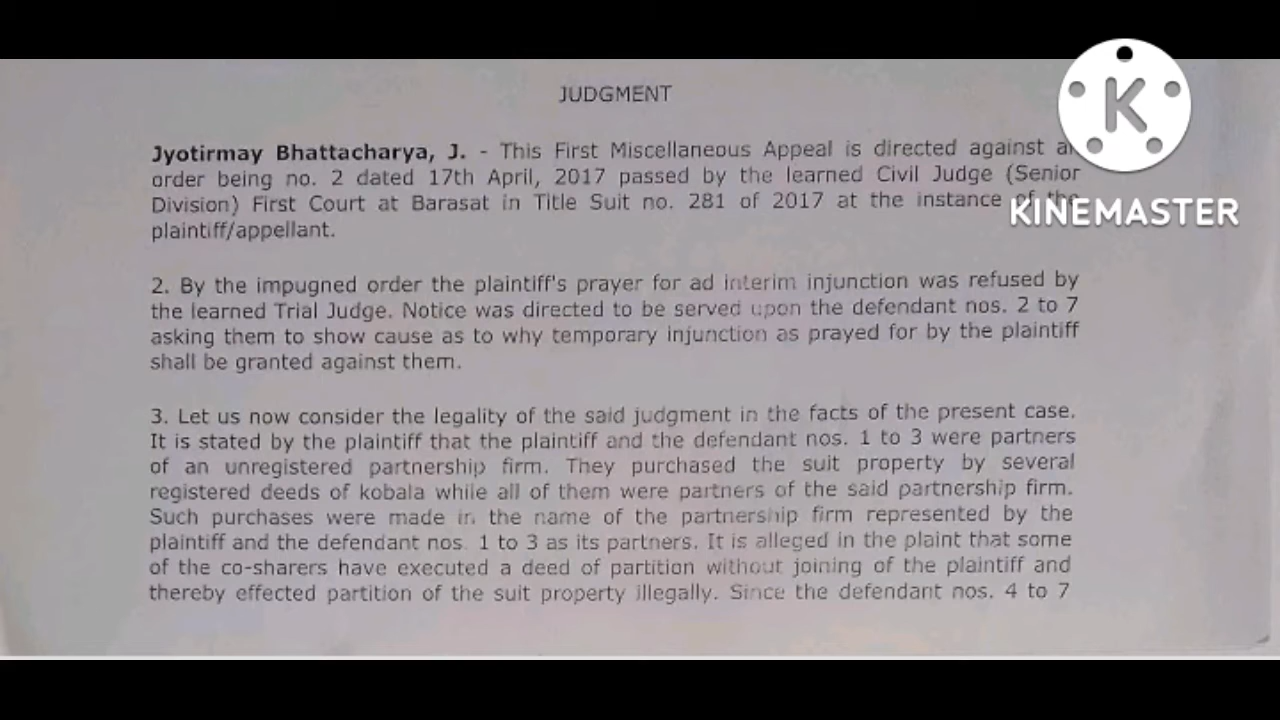 JUDGMENT
Jyotirmay Bhattacharya, J. - This First Miscellaneous Appeal is directed against an
order being no. 2 dated 17th April, 2017 passed by the learned Civil Judge (Senior
Division) First Court at Barasat in Title Suit no. 281 of 2017 at the instance of the
plaintiff/appellant.
2. By the impugned order the plaintiff's prayer for ad interim injunction was refused by
the learned Trial Judge. Notice was directed to be served upon the defendant nos. 2 to 7
asking them to show cause as to why temporary injunction as prayed for by the plaintiff
shall be granted against them.
3. Let us now consider the legality of the said judgment in the facts of the present case.
It is stated by the plaintiff that the plaintiff and the defendant nos. 1 to 3 were partners
of an unregistered partnership firm. They purchased the suit property by several
registered deeds of kobala while all of them were partners of the said partnership firm.
Such purchases were made in the name of the partnership firm represented by the
plaintiff and the defendant nos. 1 to 3 as its partners. It is alleged in the plaint that some
of the co-sharers have executed a deed of partition without joining of the plaintiff and
thereby effected partition of the suit property illegally. Since the defendant nos. 4 to 7
K
KINEMASTER